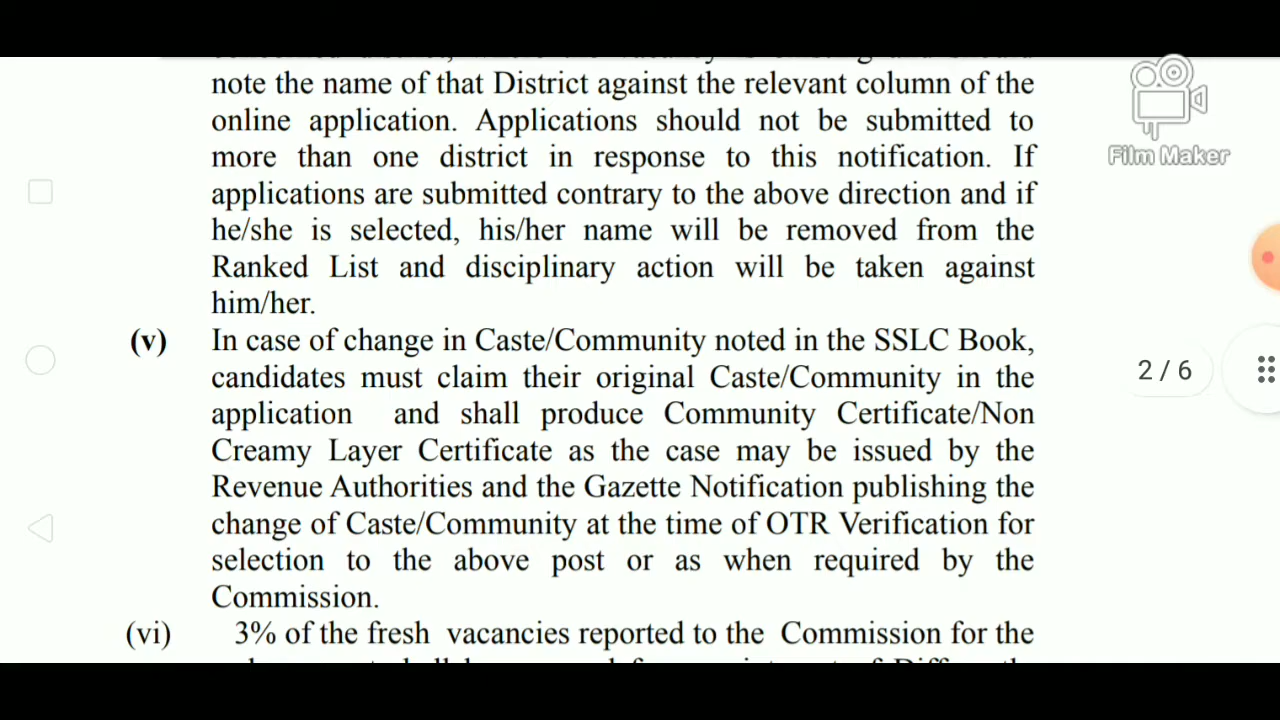 note the name of that District against the relevant column of the
online application. Applications should not be submitted to
more than one district in response to this notification. If
applications are submitted contrary to the above direction and if
he/she is selected, his/her name will be removed from the
Ranked List and disciplinary action will be taken against
him/her.
(v) In case of change in Caste/Community noted in the SSLC Book,
candidates must claim their original Caste/Community in the
application and shall produce Community Certificate/Non
Creamy Layer Certificate as the case may be issued by the
Revenue Authorities and the Gazette Notification publishing the
change of Caste/Community at the time of OTR Verification for
selection to the above post or as when required by the
Commission.
(vi) 3% of the fresh vacancies reported to the Commission for the
Film Maker
2 / 6